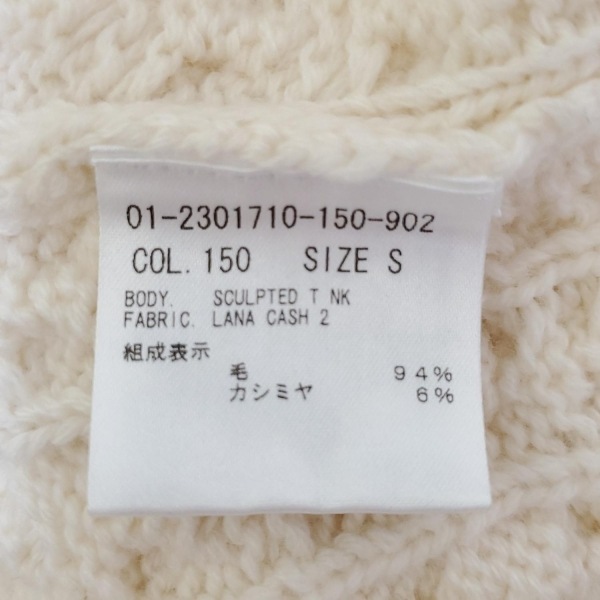 01-2301710-150-902
COL. 150 SIZE S
BODY. SCULPTED T NK
FABRIC. LANA CASH 2
組成表示
毛 94%
カシミヤ 6%